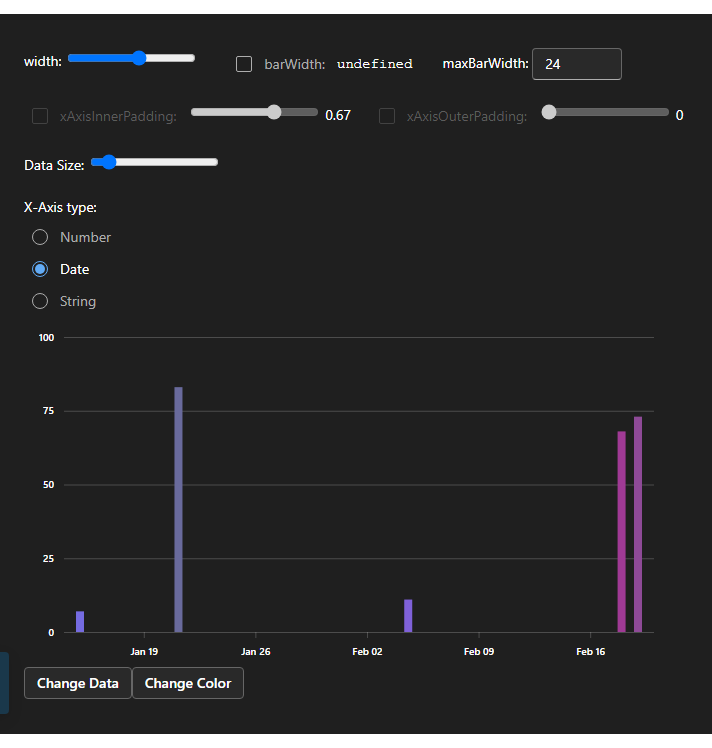 width: barWidth: undefined maxBarWidth: 24
xAxisInnerPadding: 0.67 xAxisOuterPadding: 0
Data Size:
X-Axis type:
Number
Date
String
100
75
50
25
0
Jan 19 Jan 26 Feb 02 Feb 09 Feb 16
Change Data Change Color